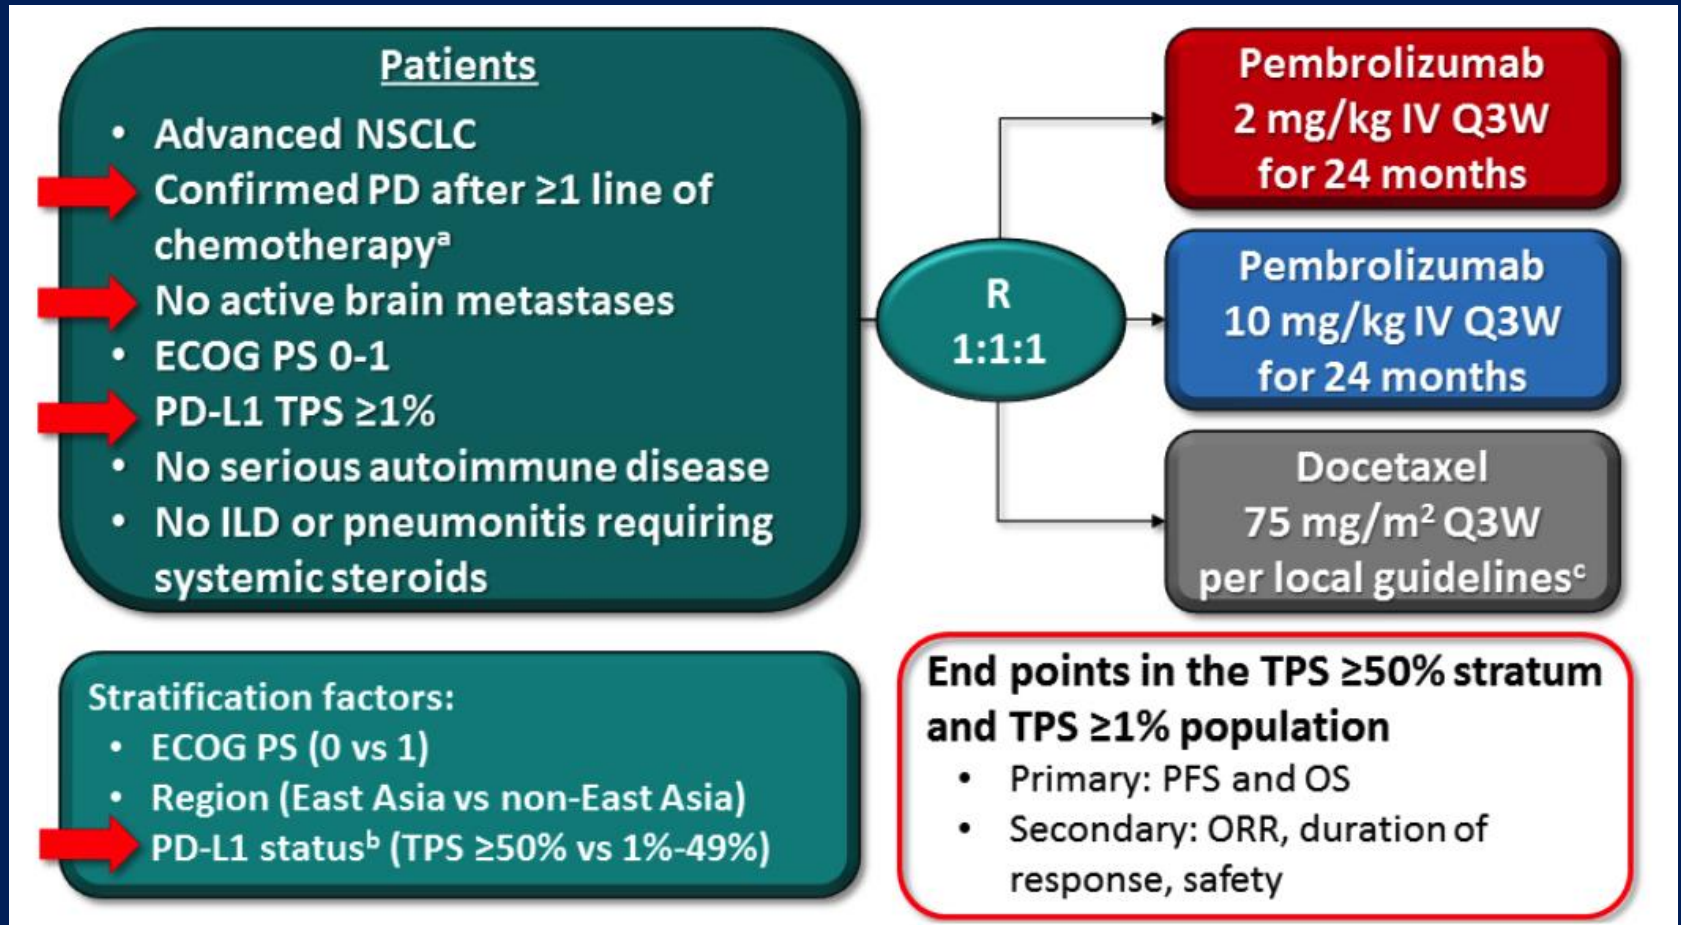 Patients
• Advanced NSCLC
Confirmed PD after ≥1 line of
chemotherapyᵃ
No active brain metastases
• ECOG PS 0-1
PD-L1 TPS ≥1%
• No serious autoimmune disease
• No ILD or pneumonitis requiring
systemic steroids
R
1:1:1
Pembrolizumab
2 mg/kg IV Q3W
for 24 months
Pembrolizumab
10 mg/kg IV Q3W
for 24 months
Docetaxel
75 mg/m² Q3W
per local guidelinesᶜ
Stratification factors:
• ECOG PS (0 vs 1)
• Region (East Asia vs non-East Asia)
PD-L1 statusᵇ (TPS ≥50% vs 1%-49%)
End points in the TPS ≥50% stratum
and TPS ≥1% population
• Primary: PFS and OS
• Secondary: ORR, duration of
response, safety